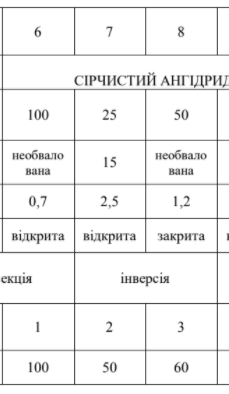 6 7 8
СІРЧИСТИЙ АНГІДРИД
100 25 50
необвало 15 необвало
вана вана
0,7 2,5 1,2
відкрита відкрита закрита
екція інверсія
1 2 3
100 50 60